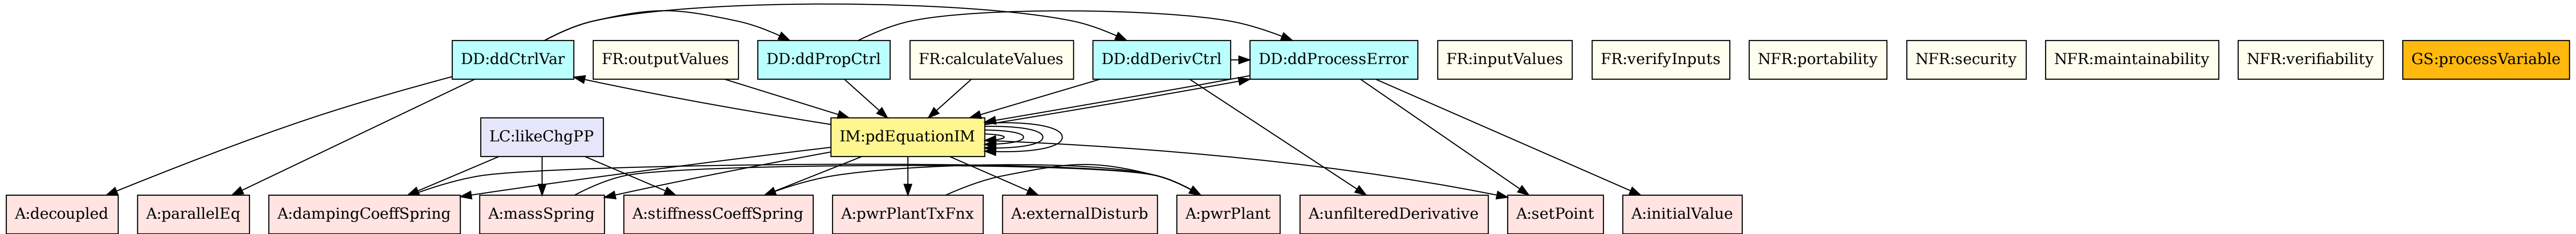 DD:ddCtrlVar
FR:outputValues
DD:ddPropCtrl
FR:calculateValues
DD:ddDerivCtrl
DD:ddProcessError
FR:inputValues
FR:verifyInputs
NFR:portability
NFR:security
NFR:maintainability
NFR:verifiability
GS:processVariable
LC:likeChgPP
IM:pdEquationIM
A:decoupled
A:parallelEq
A:dampingCoeffSpring
A:massSpring
A:stiffnessCoeffSpring
A:pwrPlantTxFnx
A:externalDisturb
A:pwrPlant
A:unfilteredDerivative
A:setPoint
A:initialValue